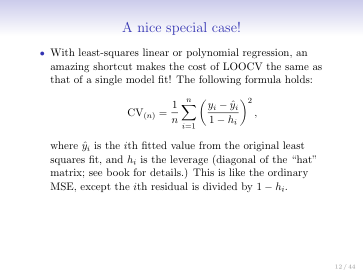 A nice special case!
• With least-squares linear or polynomial regression, an
amazing shortcut makes the cost of LOOCV the same as
that of a single model fit! The following formula holds:
CV₍ₙ₎ = 1/n ∑ᵢ₌₁ⁿ ( (yᵢ − ŷᵢ) / (1 − hᵢ) )² ,
where ŷᵢ is the ith fitted value from the original least
squares fit, and hᵢ is the leverage (diagonal of the “hat”
matrix; see book for details.) This is like the ordinary
MSE, except the ith residual is divided by 1 − hᵢ.
12 / 44